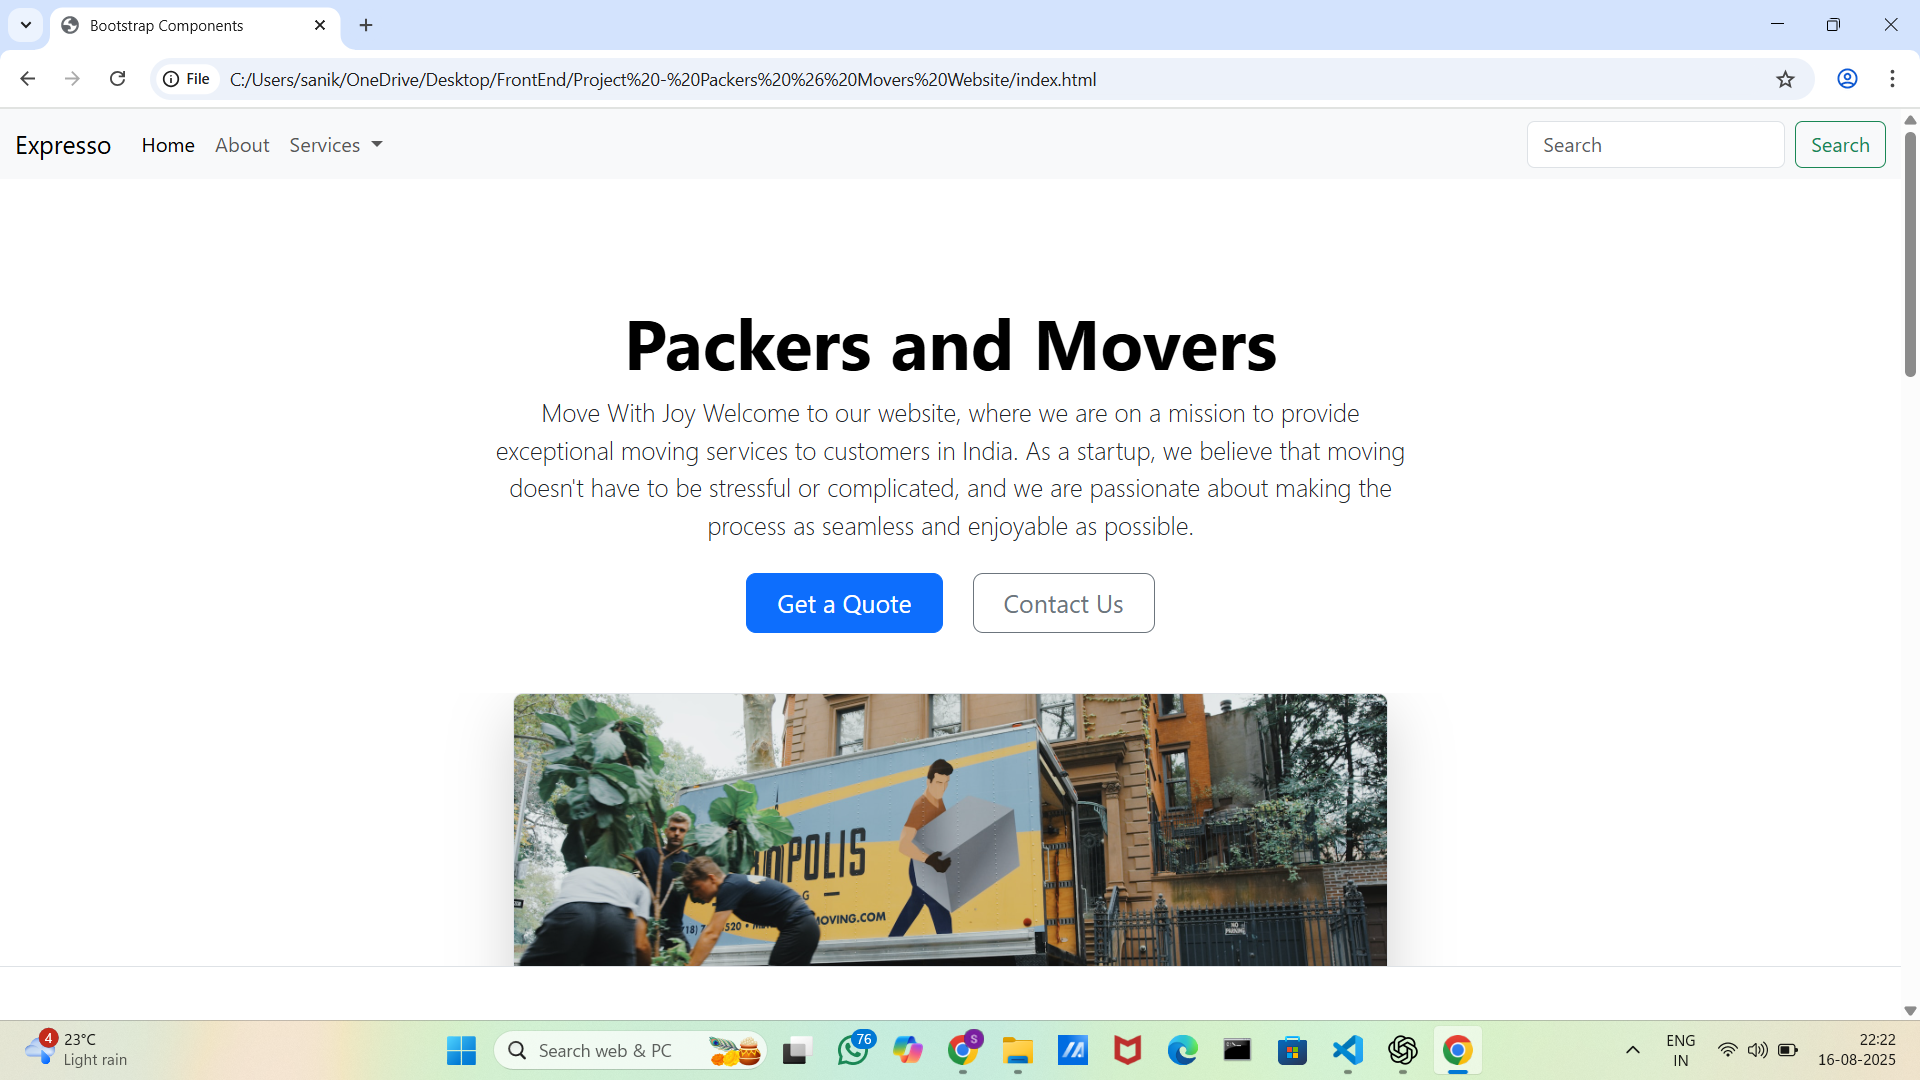 Bootstrap Components
File
C:/Users/sanik/OneDrive/Desktop/FrontEnd/Project%20-%20Packers%20%26%20Movers%20Website/index.html
Expresso Home About Services Search Search
Packers and Movers
Move With Joy Welcome to our website, where we are on a mission to provide
exceptional moving services to customers in India. As a startup, we believe that moving
doesn't have to be stressful or complicated, and we are passionate about making the
process as seamless and enjoyable as possible.
Get a Quote Contact Us
POLIS
G
MOVING.COM
NO
PARKING
4
23°C
Light rain
Search web & PC
76
S
ENG
IN
22:22
16-08-2025